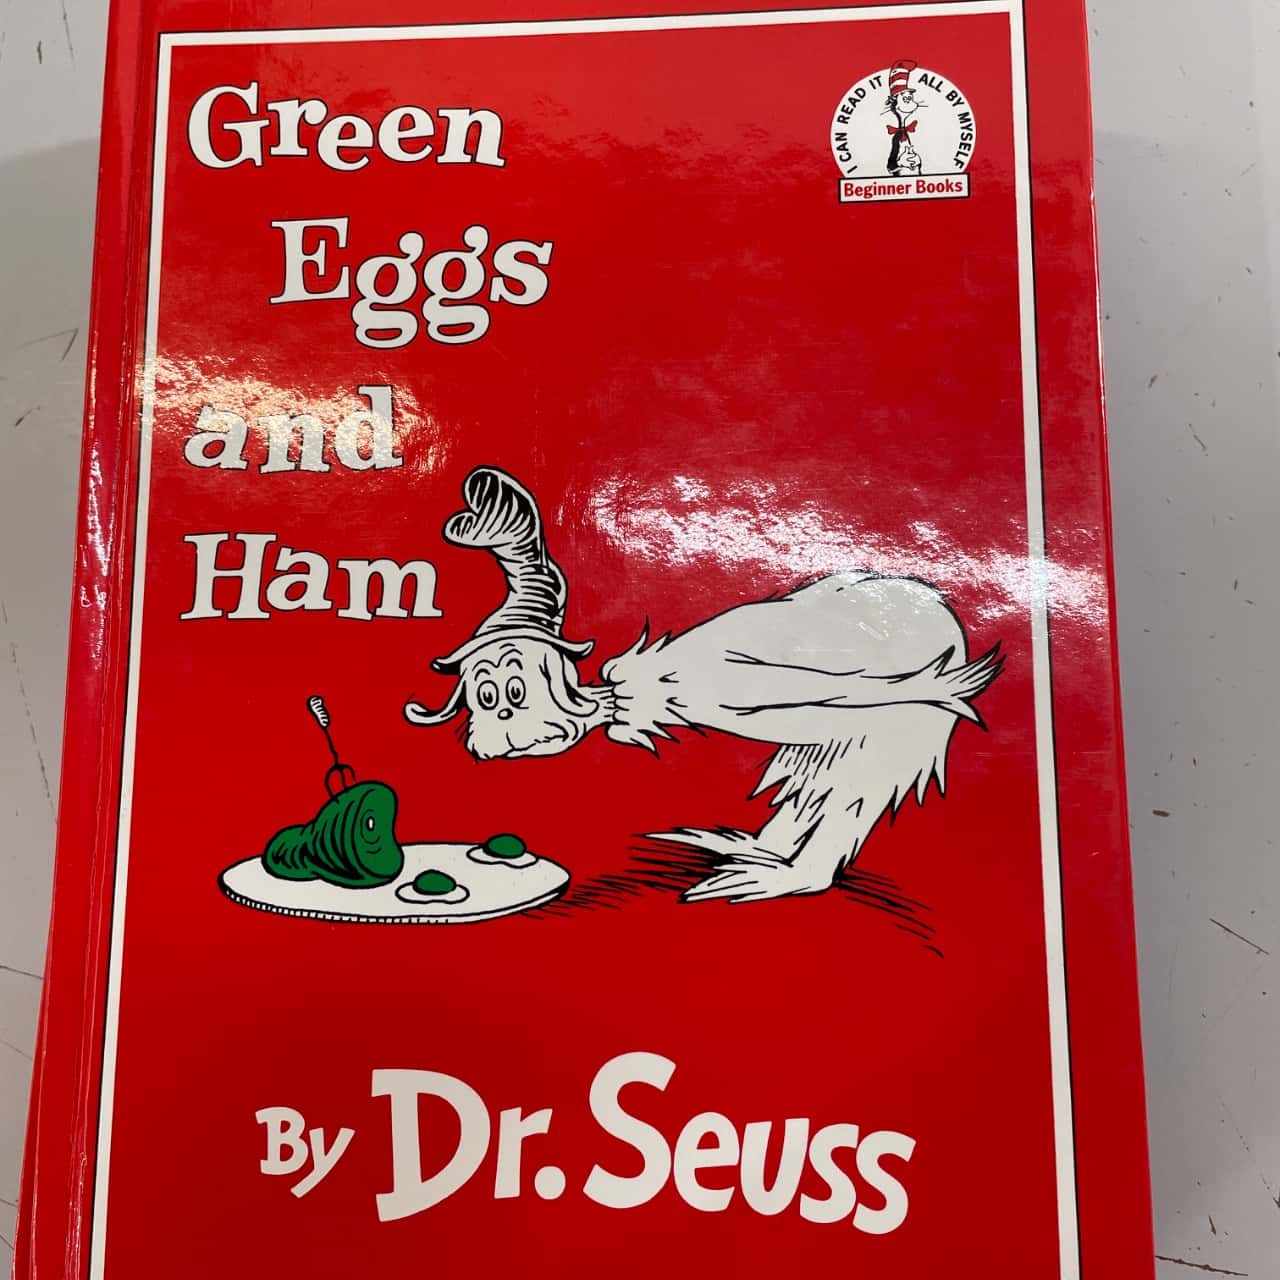 Green
Eggs
and
Ham
I CAN READ IT ALL BY MYSELF
Beginner Books
By Dr. Seuss